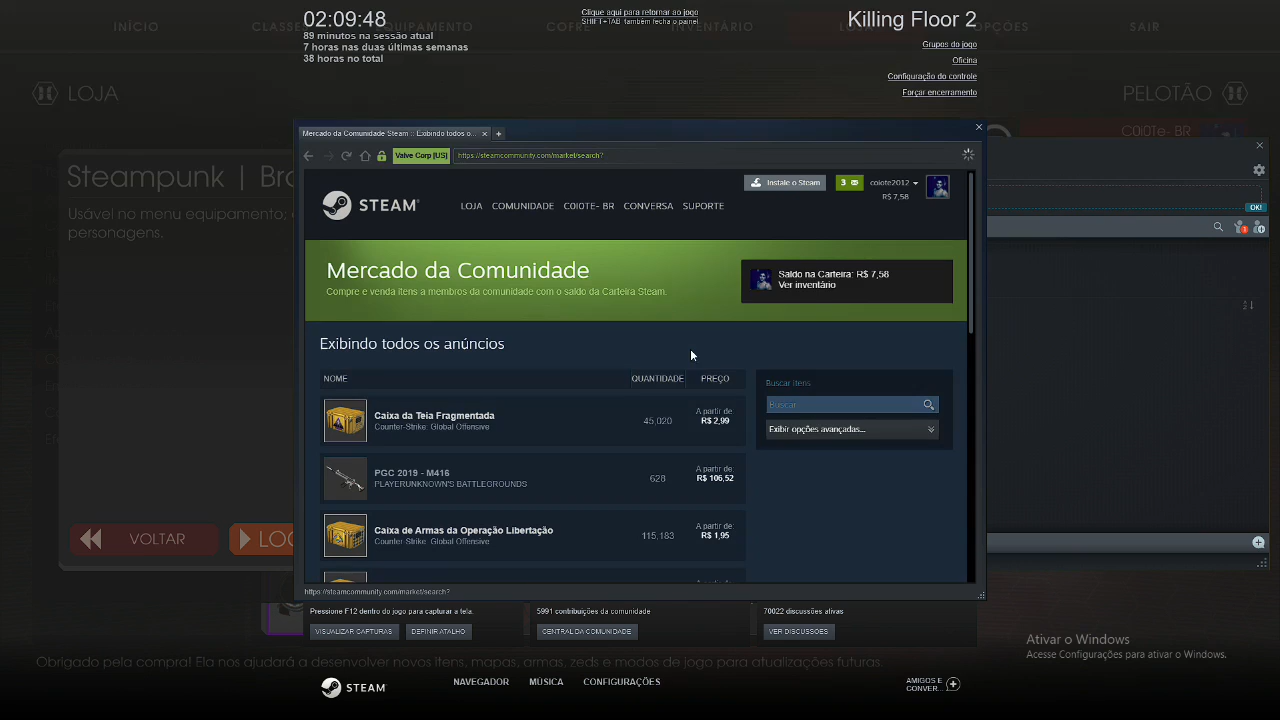 INÍCIO
CLASSES
EQUIPAMENTO
COFRE
INVENTÁRIO
OPÇÕES
SAIR
02:09:48
89 minutos na sessão atual
7 horas nas duas últimas semanas
38 horas no total
Clique aqui para retornar ao jogo
SHIFT+TAB também fecha o painel
Killing Floor 2
Grupos do jogo
Oficina
Configuração do controle
Forçar encerramento
LOJA
PELOTÃO
C0I0Te- BR
Mercado da Comunidade Steam :: Exibindo todos o...
Valve Corp [US]
https://steamcommunity.com/market/search?
Steampunk |
Usável no menu equipamento;
personagens.
OK!
Instale o Steam
3
coiote2012
R$ 7,58
STEAM
LOJA COMUNIDADE C0I0TE- BR CONVERSA SUPORTE
Mercado da Comunidade
Compre e venda itens a membros da comunidade com o saldo da Carteira Steam.
Saldo na Carteira: R$ 7,58
Ver inventário
Exibindo todos os anúncios
NOME QUANTIDADE PREÇO
Buscar itens
Buscar
Exibir opções avançadas...
Caixa da Teia Fragmentada
Counter-Strike: Global Offensive
45,020
A partir de:
R$ 2,99
PGC 2019 - M416
PLAYERUNKNOWN'S BATTLEGROUNDS
628
A partir de:
R$ 106,52
Caixa de Armas da Operação Libertação
Counter-Strike: Global Offensive
115,183
A partir de:
R$ 1,95
A partir de:
VOLTAR
https://steamcommunity.com/market/search?
Pressione F12 dentro do jogo para capturar a tela.
VISUALIZAR CAPTURAS
DEFINIR ATALHO
5991 contribuições da comunidade
CENTRAL DA COMUNIDADE
70022 discussões ativas
VER DISCUSSÕES
Ativar o Windows
Acesse Configurações para ativar o Windows.
Obrigado pela compra! Ela nos ajudará a desenvolver novos itens, mapas, armas, zeds e modos de jogo para atualizações futuras.
STEAM
NAVEGADOR
MÚSICA
CONFIGURAÇÕES
AMIGOS E
CONVER...